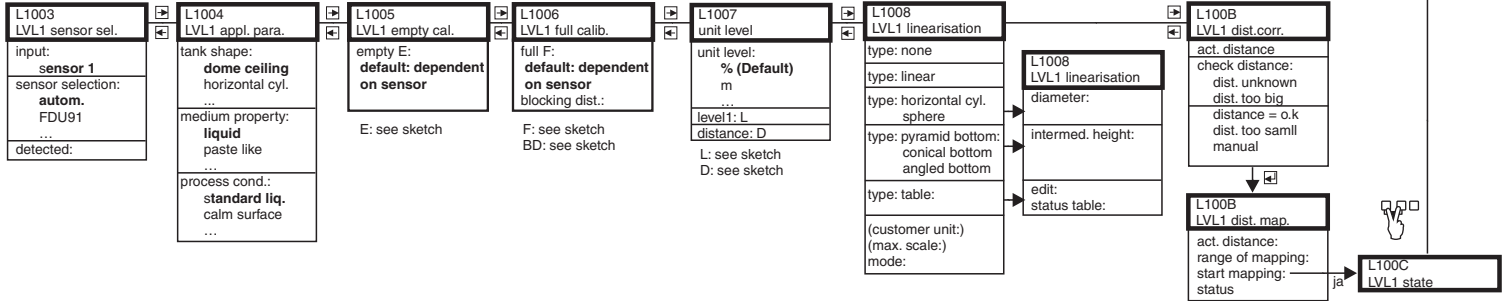 L1003
LVL1 sensor sel.
input:
sensor 1
sensor selection:
autom.
FDU91
...
detected:
L1004
LVL1 appl. para.
tank shape:
dome ceiling
horizontal cyl.
...
medium property:
liquid
paste like
...
process cond.:
standard liq.
calm surface
...
L1005
LVL1 empty cal.
empty E:
default: dependent
on sensor
E: see sketch
L1006
LVL1 full calib.
full F:
default: dependent
on sensor
blocking dist.:
F: see sketch
BD: see sketch
L1007
unit level
unit level:
% (Default)
m
...
level1: L
distance: D
L: see sketch
D: see sketch
L1008
LVL1 linearisation
type: none
type: linear
type: horizontal cyl.
sphere
type: pyramid bottom:
conical bottom
angled bottom
type: table:
(customer unit:)
(max. scale:)
mode:
L1008
LVL1 linearisation
diameter:
intermed. height:
edit:
status table:
L100B
LVL1 dist.corr.
act. distance
check distance:
dist. unknown
dist. too big
distance = o.k
dist. too samll
manual
L100B
LVL1 dist. map.
act. distance:
range of mapping:
start mapping:
status
ja
L100C
LVL1 state